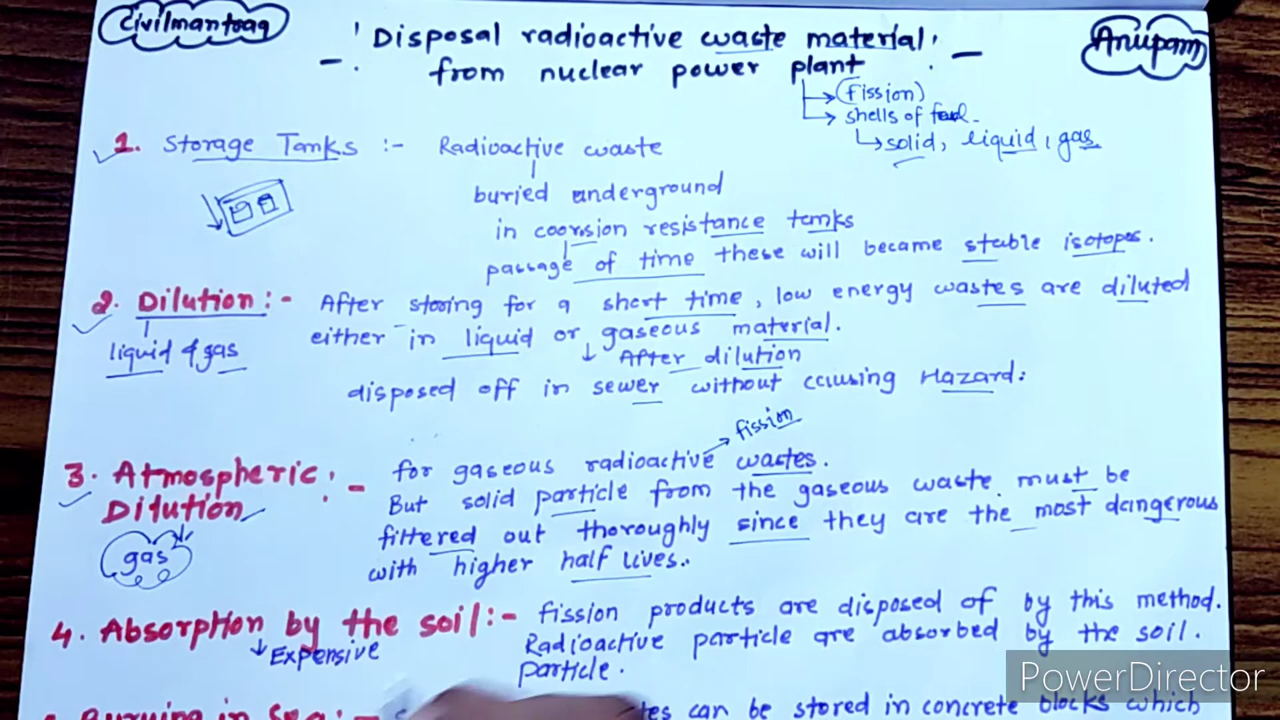 Civilmantraa
Anupam
' Disposal radioactive waste material '
from nuclear power plant
(fission)
shells of fuel.
solid, liquid, gas
1. Storage Tanks :- Radioactive waste
buried underground
in coorsion resistance tanks
passage of time these will became stable isotopes.
2. Dilution :- After storing for a short time, low energy wastes are diluted
either in liquid or gaseous material.
liquid & gas
After dilution
disposed off in sewer without causing Hazard.
fission
3. Atmospheric Dilution :- for gaseous radioactive wastes.
But solid particle from the gaseous waste must be
filtered out thoroughly since they are the most dangerous
with higher half lives.
gas
4. Absorption by the soil :- fission products are disposed of by this method.
Expensive
Radioactive particle are absorbed by the soil.
particle.
can be stored in concrete blocks which
PowerDirector